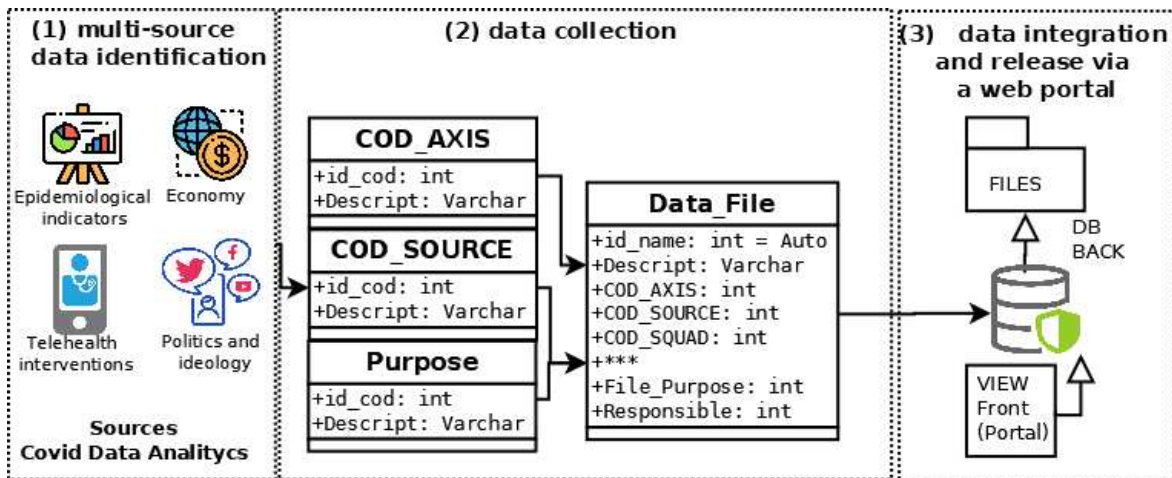 (1) multi-source
data identification
Epidemiological
indicators
Economy
Telehealth
interventions
Politics and
ideology
Sources
Covid Data Analitycs
(2) data collection
COD_AXIS
+id_cod: int
+Descript: Varchar
COD_SOURCE
+id_cod: int
+Descript: Varchar
Purpose
+id_cod: int
+Descript: Varchar
Data_File
+id_name: int = Auto
+Descript: Varchar
+COD_AXIS: int
+COD_SOURCE: int
+COD_SQUAD: int
+***
+File_Purpose: int
+Responsible: int
(3) data integration
and release via
a web portal
FILES
DB
BACK
VIEW
Front
(Portal)